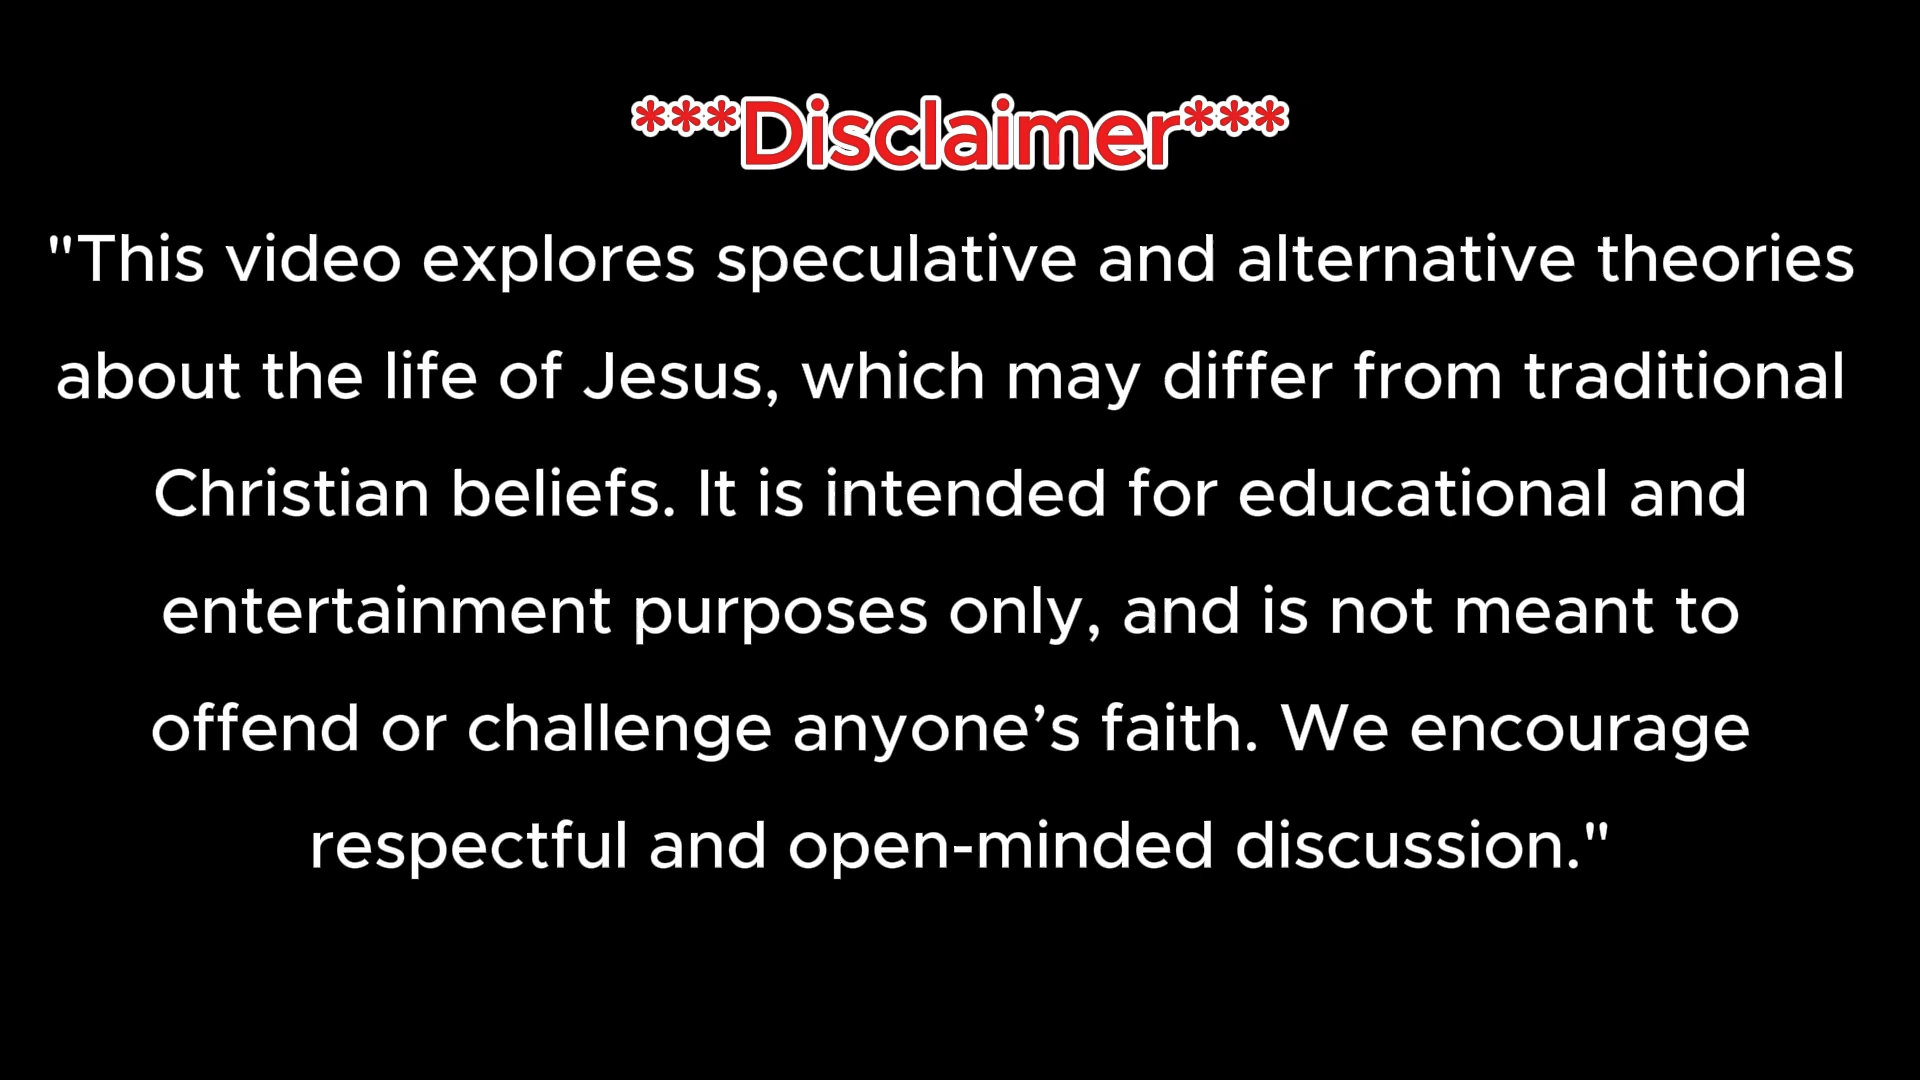 ***Disclaimer***
"This video explores speculative and alternative theories
about the life of Jesus, which may differ from traditional
Christian beliefs. It is intended for educational and
entertainment purposes only, and is not meant to
offend or challenge anyone’s faith. We encourage
respectful and open-minded discussion."